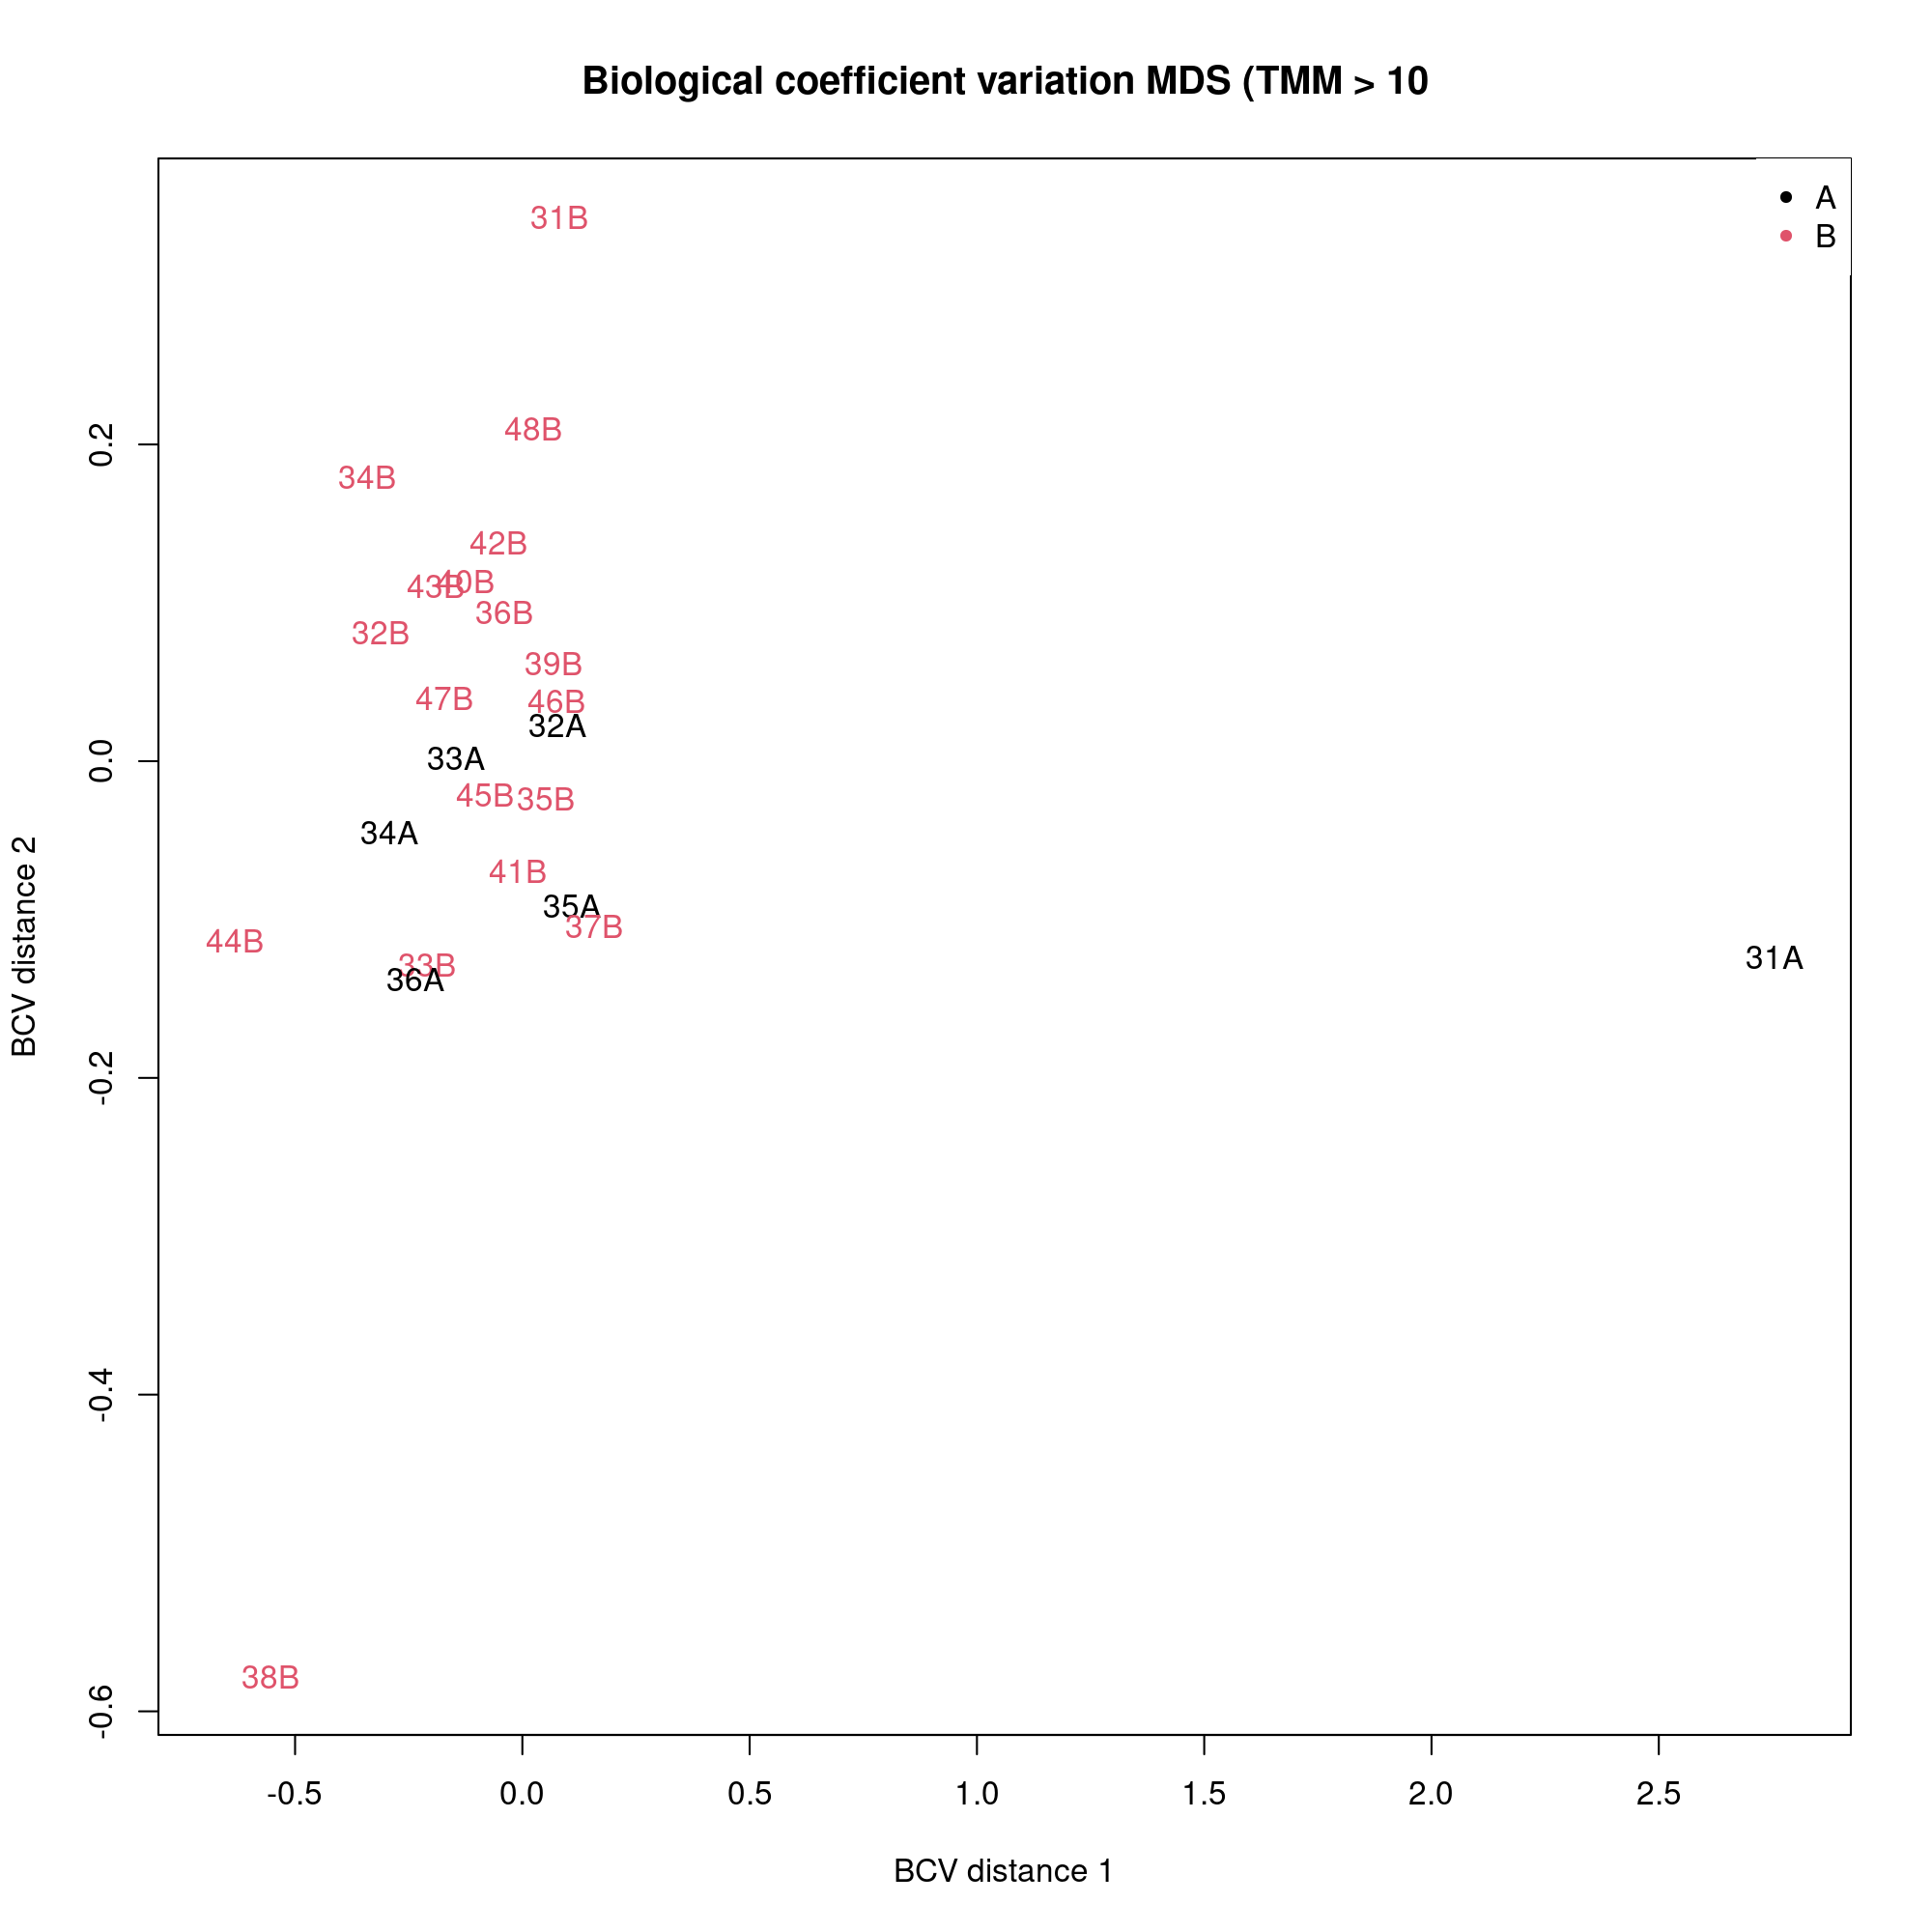 Biological coefficient variation MDS (TMM > 10
A
B
31B
48B
34B
42B
43B
40B
36B
32B
39B
47B
46B
32A
33A
45B
35B
34A
41B
35A
37B
44B
33B
36A
31A
38B
0.2
0.0
-0.2
-0.4
-0.6
BCV distance 2
-0.5 0.0 0.5 1.0 1.5 2.0 2.5
BCV distance 1